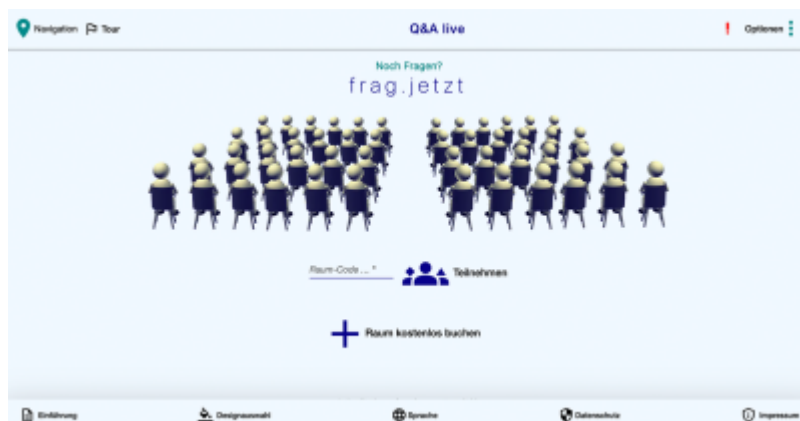 Navigation Tour Q&A live ! Optionen
Noch Fragen?
frag.jetzt
Raum-Code ... * Teilnehmen
Raum kostenlos buchen
Einführung Designauswahl Sprache Datenschutz Impressum